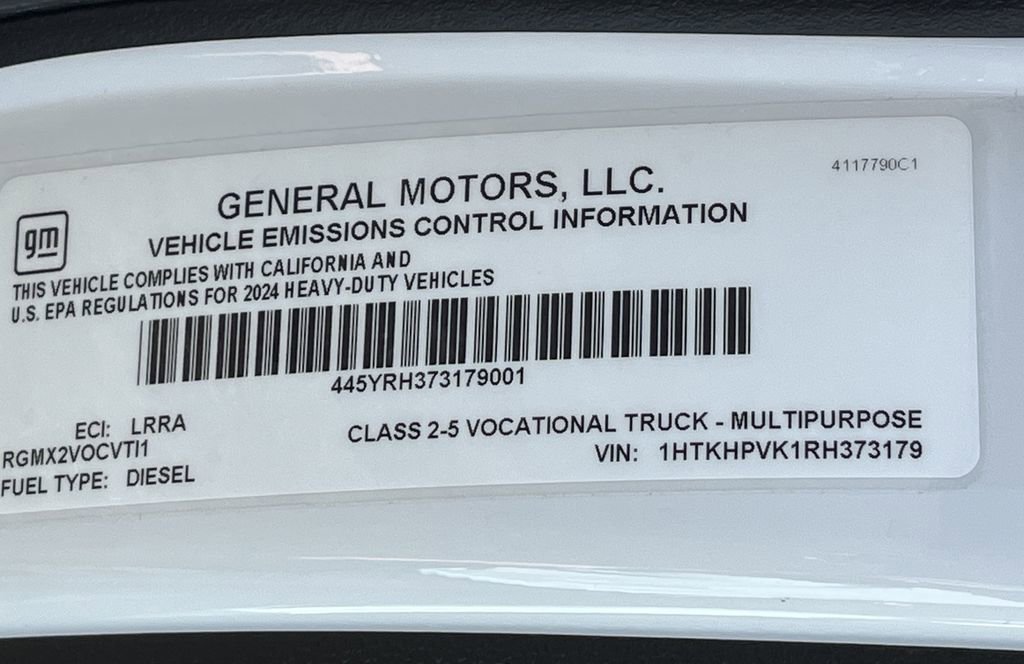 4117790C1
gm
GENERAL MOTORS, LLC.
VEHICLE EMISSIONS CONTROL INFORMATION
THIS VEHICLE COMPLIES WITH CALIFORNIA AND
U.S. EPA REGULATIONS FOR 2024 HEAVY-DUTY VEHICLES
445YRH373179001
ECI: LRRA
RGMX2VOCVTI1
FUEL TYPE: DIESEL
CLASS 2-5 VOCATIONAL TRUCK - MULTIPURPOSE
VIN: 1HTKHPVK1RH373179